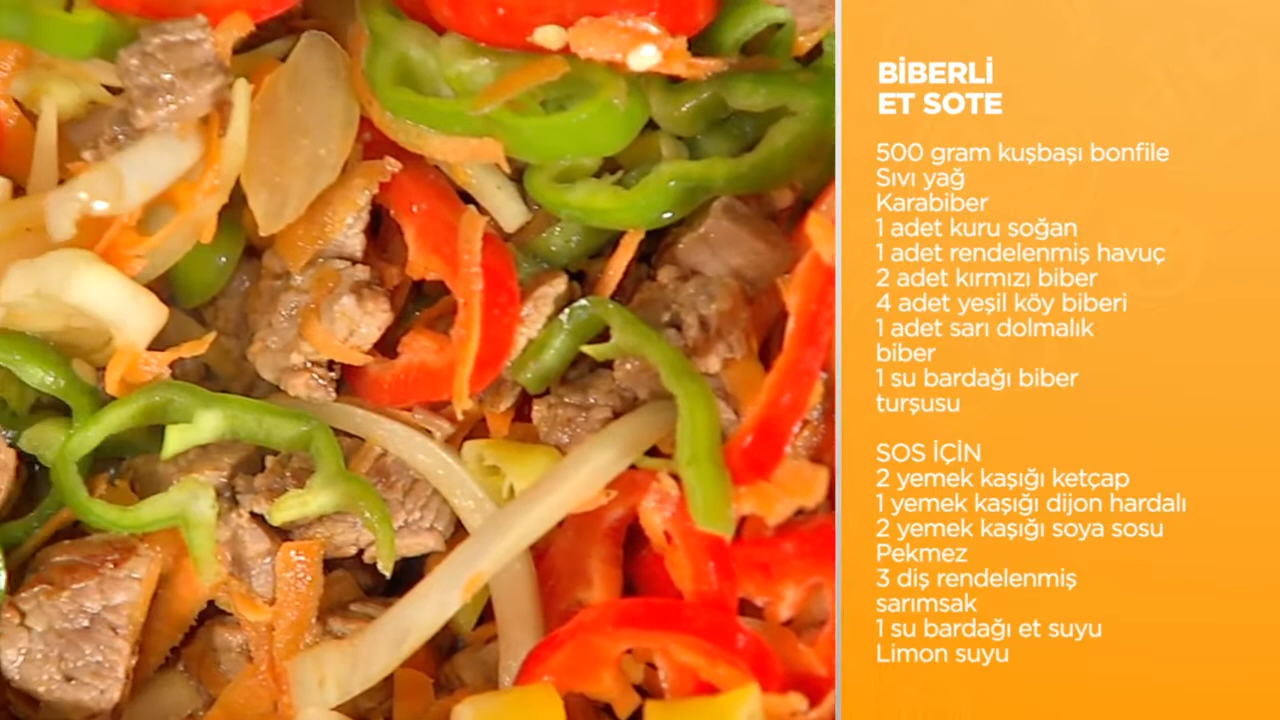 BİBERLİ
ET SOTE
500 gram kuşbaşı bonfile
Sıvı yağ
Karabiber
1 adet kuru soğan
1 adet rendelenmiş havuç
2 adet kırmızı biber
4 adet yeşil köy biberi
1 adet sarı dolmalık
biber
1 su bardağı biber
turşusu
SOS İÇİN
2 yemek kaşığı ketçap
1 yemek kaşığı dijon hardalı
2 yemek kaşığı soya sosu
Pekmez
3 diş rendelenmiş
sarımsak
1 su bardağı et suyu
Limon suyu